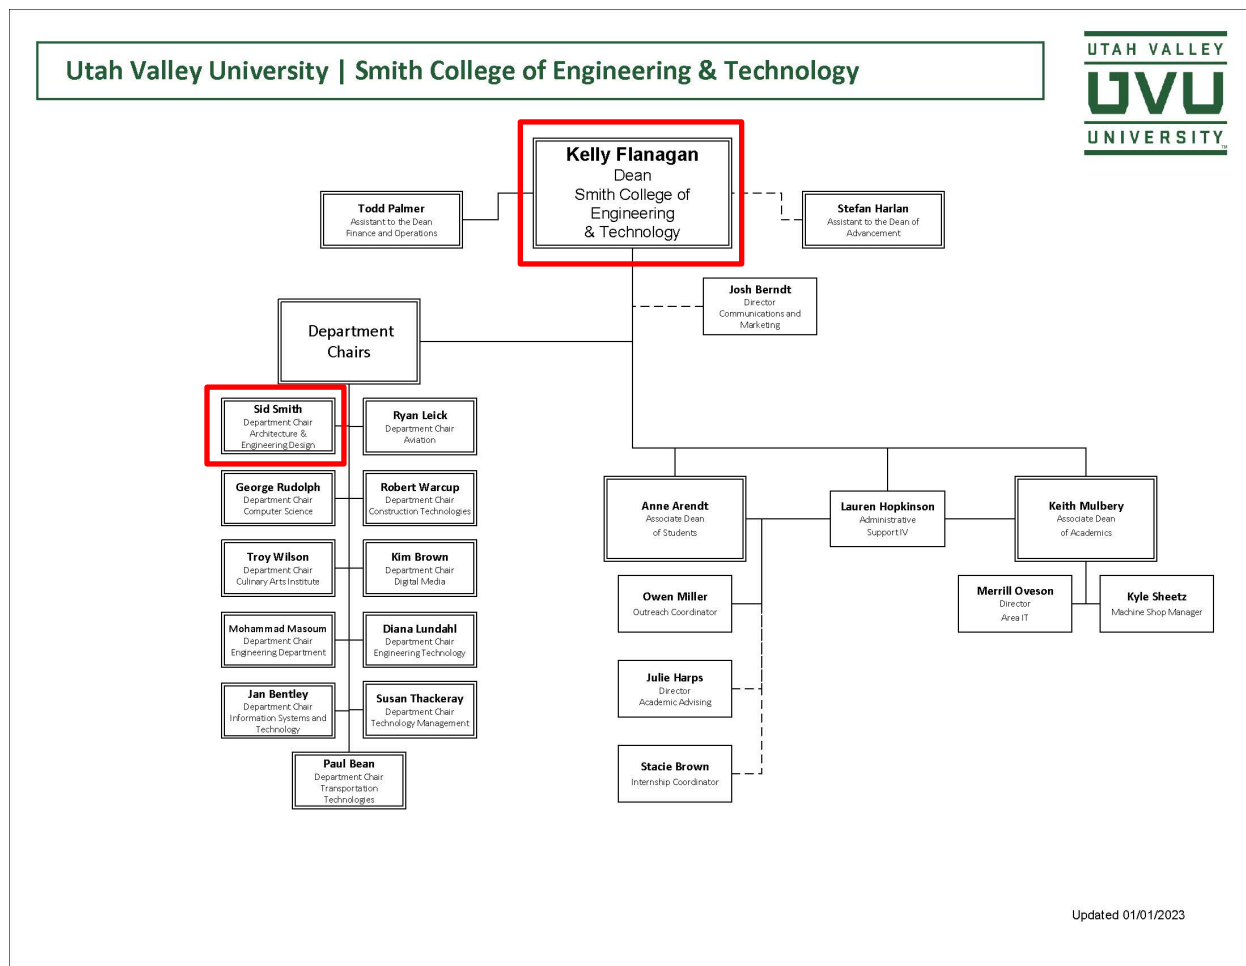 Utah Valley University | Smith College of Engineering & Technology
UTAH VALLEY
UVU
UNIVERSITY
TM
Kelly Flanagan
Dean
Smith College of
Engineering
& Technology
Todd Palmer
Assistant to the Dean
Finance and Operations
Stefan Harlan
Assistant to the Dean of
Advancement
Josh Berndt
Director
Communications and
Marketing
Department
Chairs
Sid Smith
Department Chair
Architecture &
Engineering Design
Ryan Leick
Department Chair
Aviation
George Rudolph
Department Chair
Computer Science
Robert Warcup
Department Chair
Construction Technologies
Troy Wilson
Department Chair
Culinary Arts Institute
Kim Brown
Department Chair
Digital Media
Mohammad Masoum
Department Chair
Engineering Department
Diana Lundahl
Department Chair
Engineering Technology
Jan Bentley
Department Chair
Information Systems and
Technology
Susan Thackeray
Department Chair
Technology Management
Paul Bean
Department Chair
Transportation
Technologies
Anne Arendt
Associate Dean
of Students
Lauren Hopkinson
Administrative
Support IV
Keith Mulbery
Associate Dean
of Academics
Owen Miller
Outreach Coordinator
Julie Harps
Director
Academic Advising
Stacie Brown
Internship Coordinator
Merrill Oveson
Director
Area IT
Kyle Sheetz
Machine Shop Manager
Updated 01/01/2023